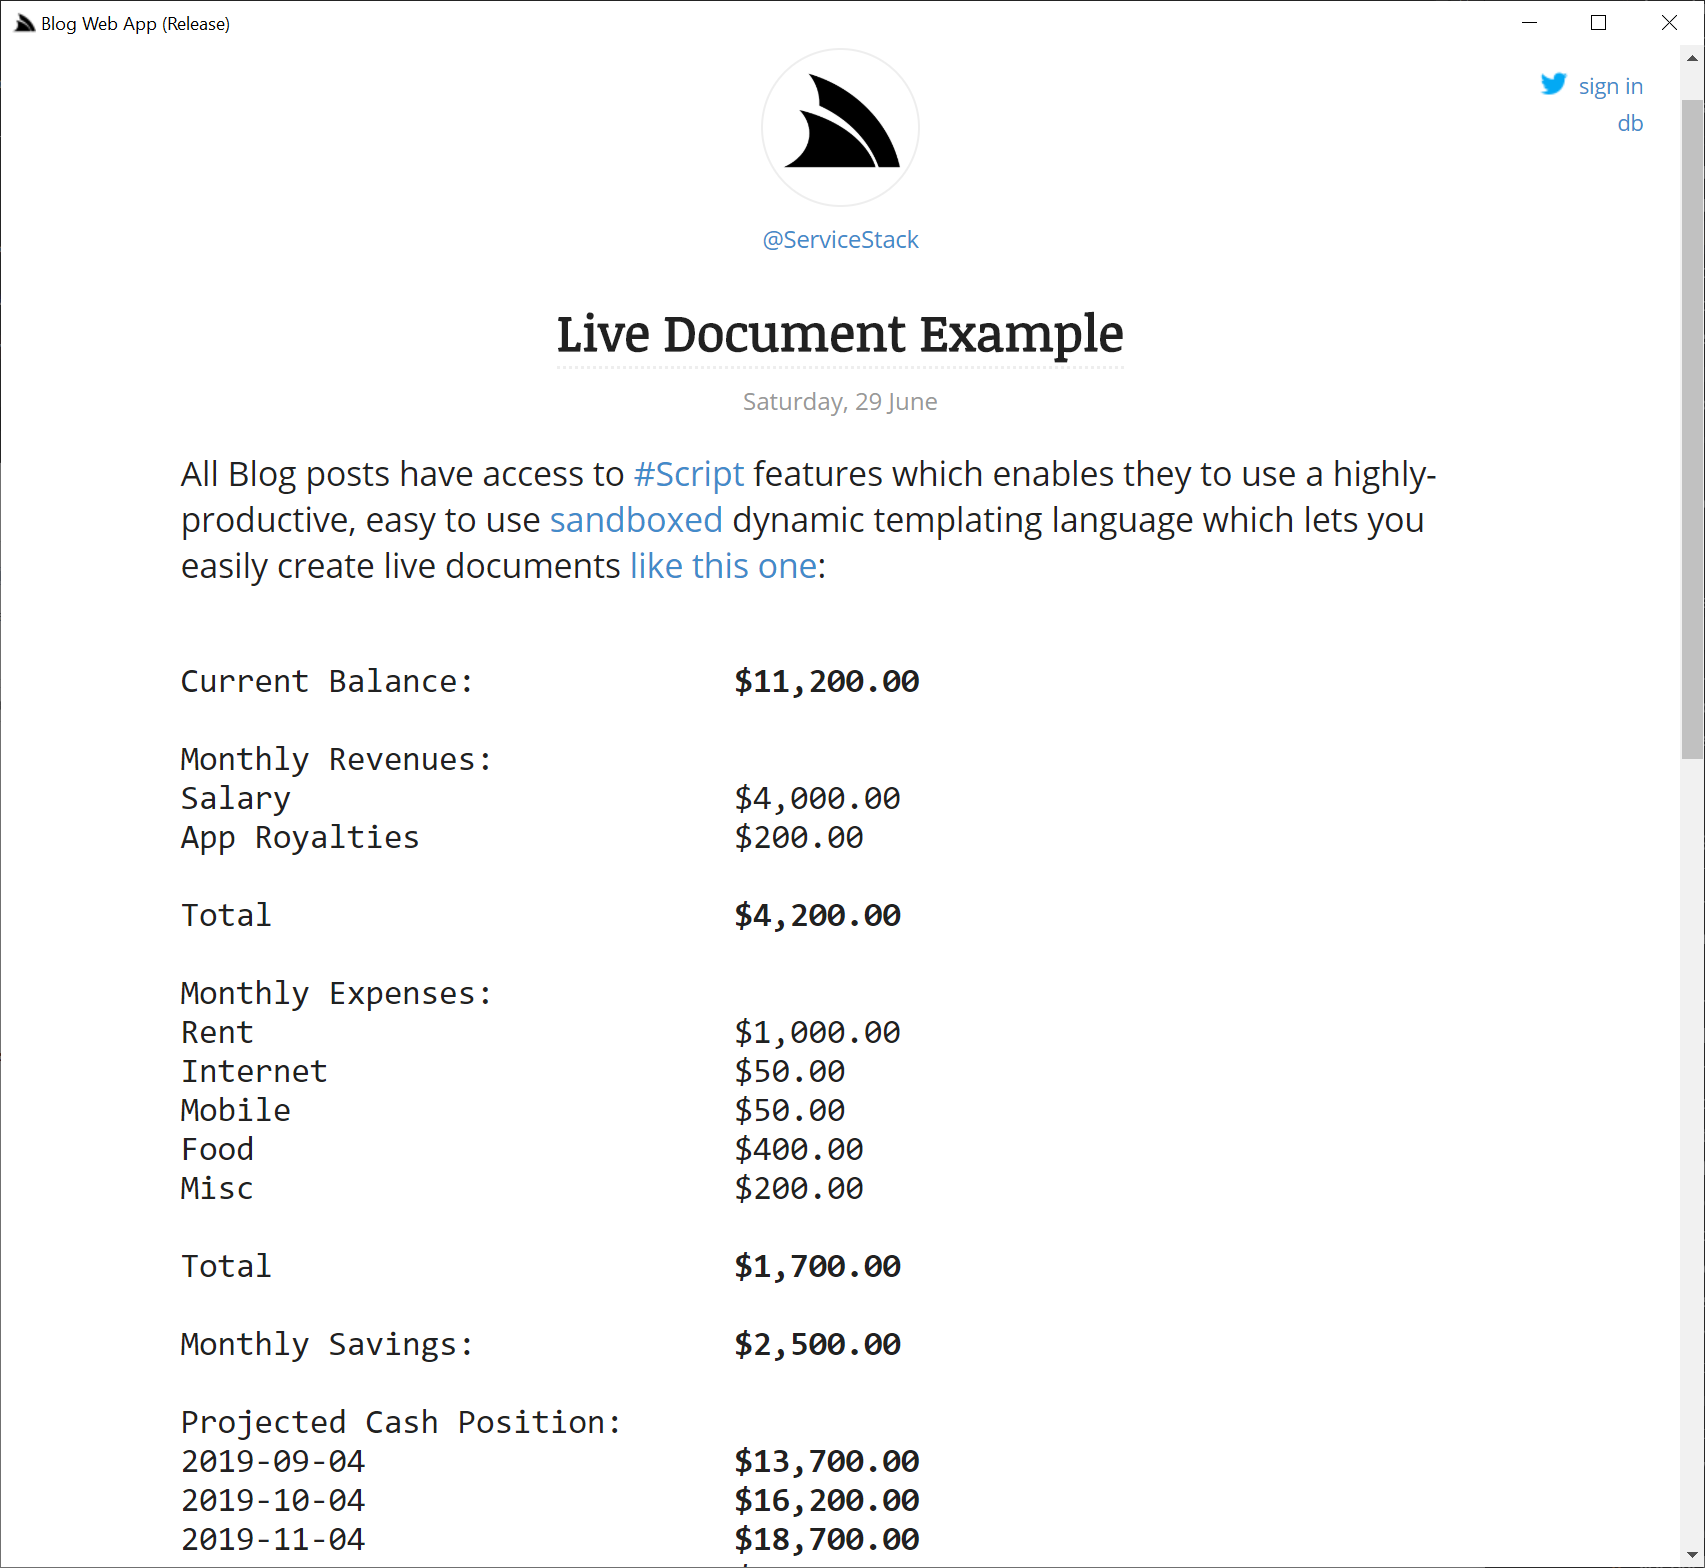 Blog Web App (Release)
sign in
db
@ServiceStack
Live Document Example
Saturday, 29 June
All Blog posts have access to #Script features which enables they to use a highly-
productive, easy to use sandboxed dynamic templating language which lets you
easily create live documents like this one:
Current Balance: $11,200.00
Monthly Revenues:
Salary $4,000.00
App Royalties $200.00
Total $4,200.00
Monthly Expenses:
Rent $1,000.00
Internet $50.00
Mobile $50.00
Food $400.00
Misc $200.00
Total $1,700.00
Monthly Savings: $2,500.00
Projected Cash Position:
2019-09-04 $13,700.00
2019-10-04 $16,200.00
2019-11-04 $18,700.00